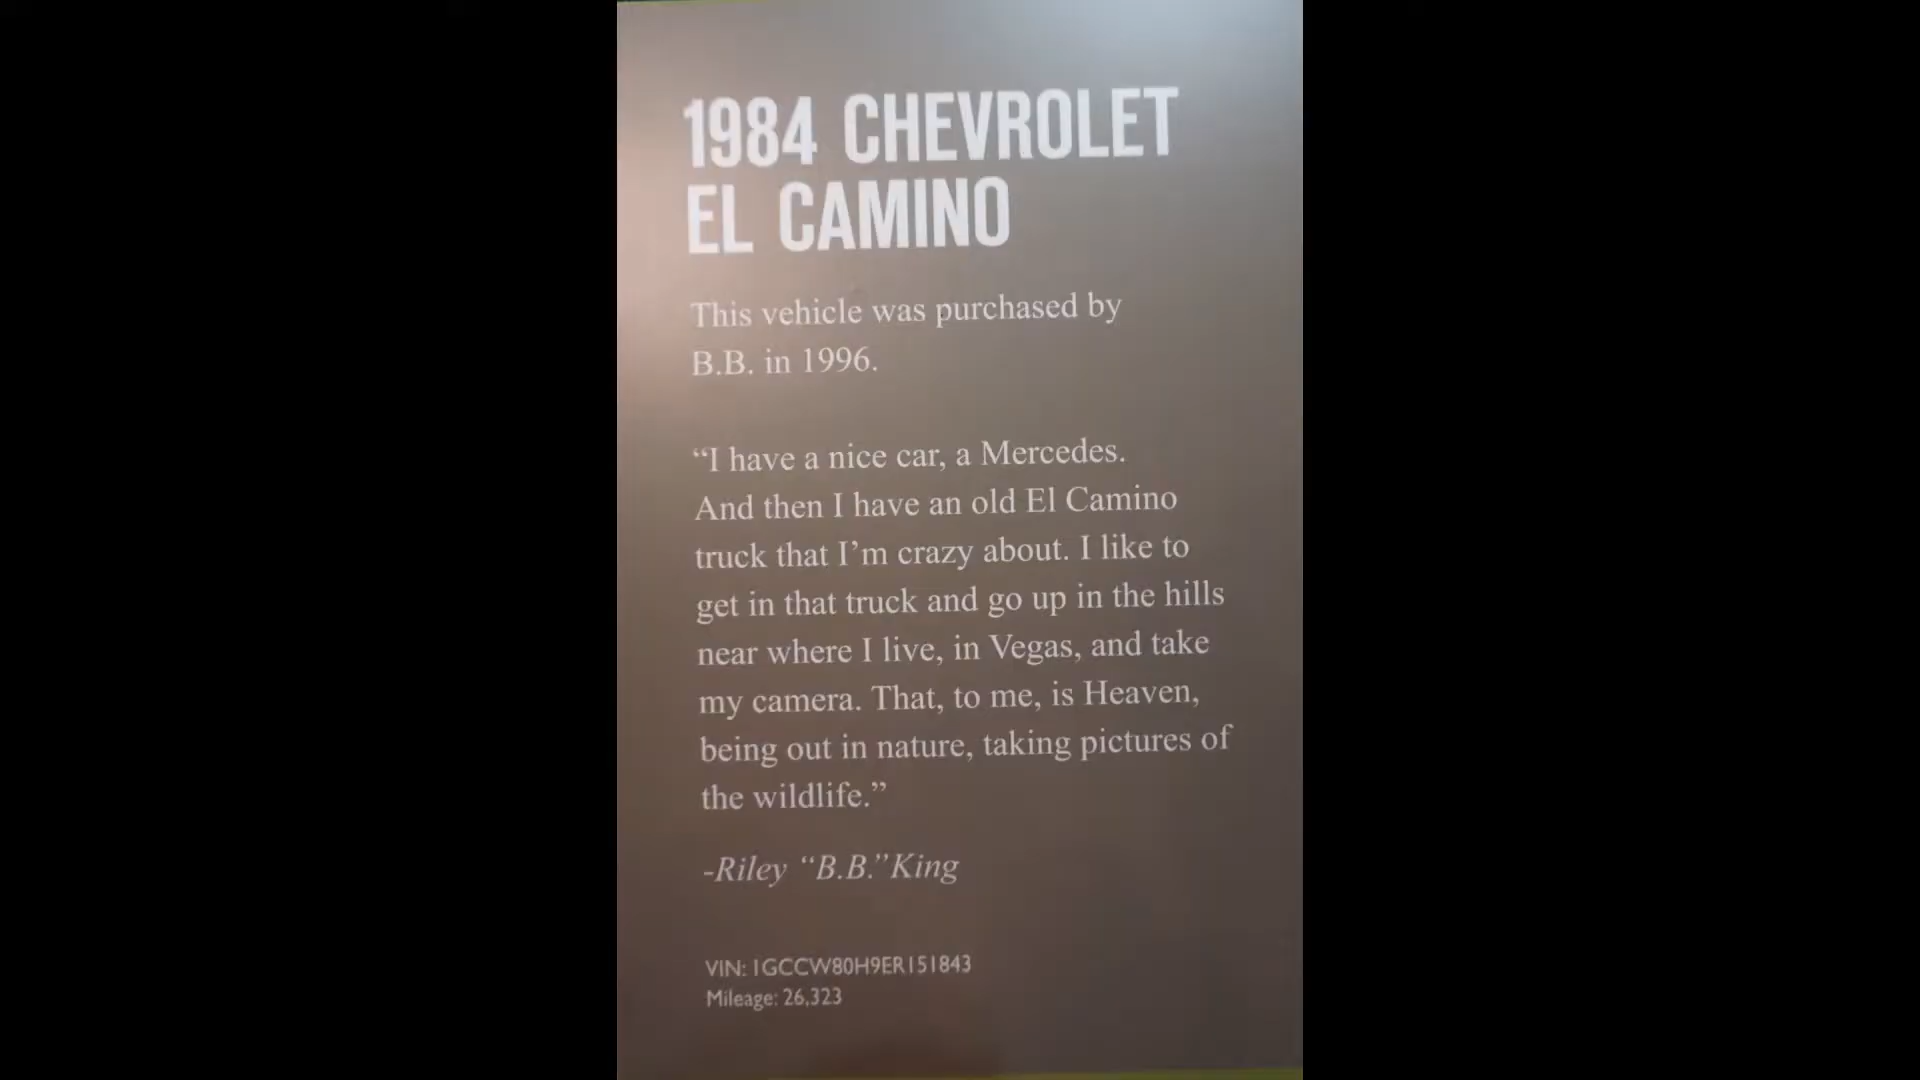 1984 CHEVROLET
EL CAMINO
This vehicle was purchased by
B.B. in 1996.
“I have a nice car, a Mercedes.
And then I have an old El Camino
truck that I’m crazy about. I like to
get in that truck and go up in the hills
near where I live, in Vegas, and take
my camera. That, to me, is Heaven,
being out in nature, taking pictures of
the wildlife.”
-Riley “B.B.”King
VIN: 1GCCW80H9ER151843
Mileage: 26,323